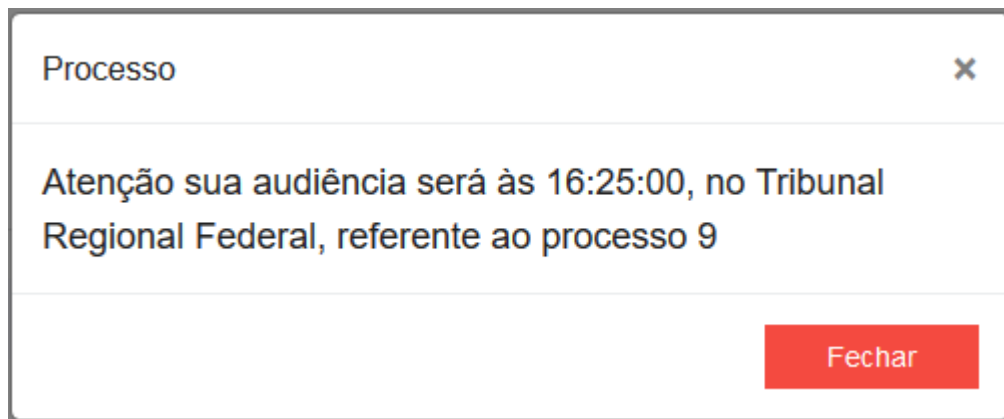 Processo ×
Atenção sua audiência será às 16:25:00, no Tribunal
Regional Federal, referente ao processo 9
Fechar